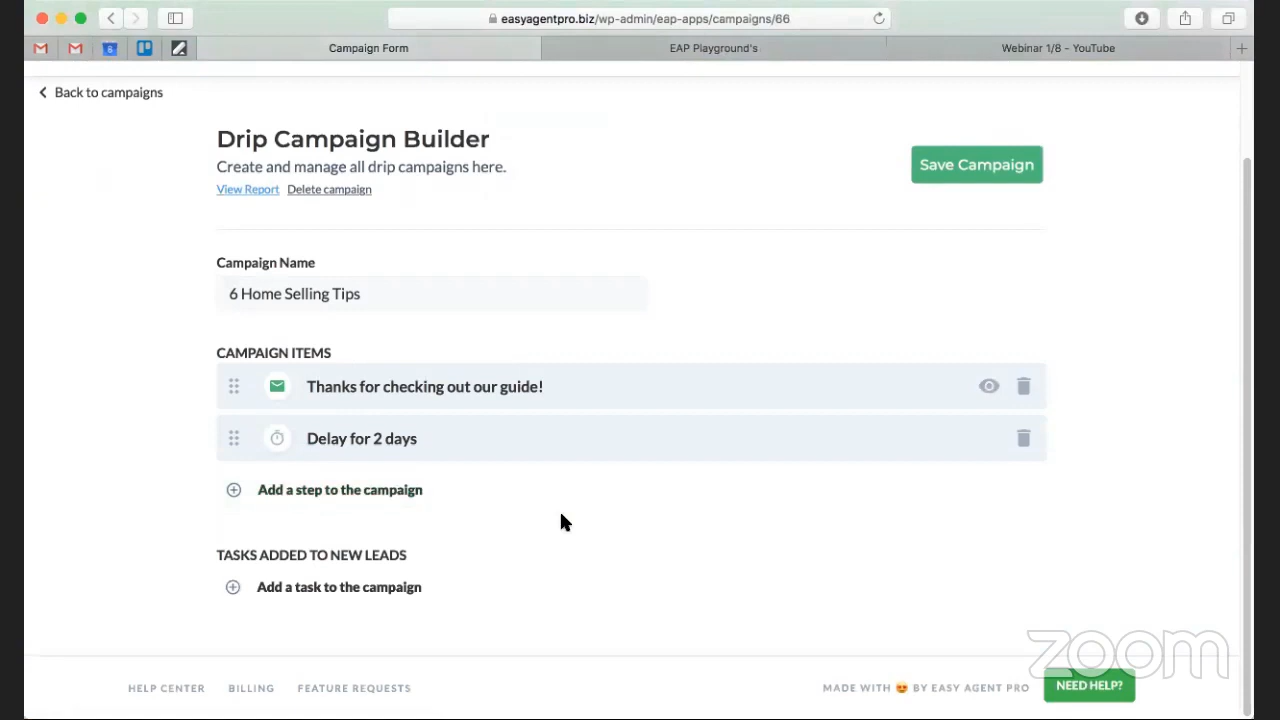 easyagentpro.biz/wp-admin/eap-apps/campaigns/66
Campaign Form
EAP Playground's
Webinar 1/8 - YouTube
Back to campaigns
Drip Campaign Builder
Create and manage all drip campaigns here.
View Report Delete campaign
Save Campaign
Campaign Name
6 Home Selling Tips
CAMPAIGN ITEMS
Thanks for checking out our guide!
Delay for 2 days
Add a step to the campaign
TASKS ADDED TO NEW LEADS
Add a task to the campaign
zoom
HELP CENTER BILLING FEATURE REQUESTS
MADE WITH 😍 BY EASY AGENT PRO
NEED HELP?